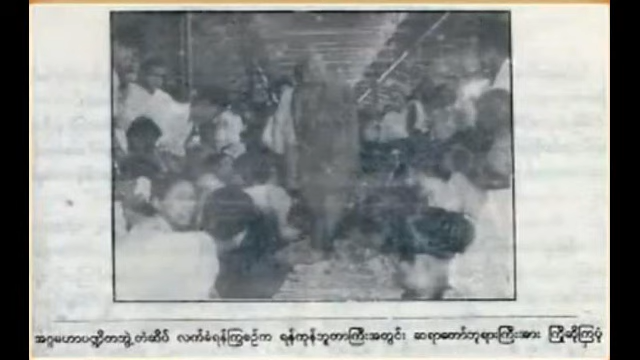 အဂ္ဂမဟာပဏ္ဍိတဘွဲ့တံဆိပ် လက်ခံရန်ကြွစဉ်က ရန်ကုန်ဘူတာကြီးအတွင်း ဆရာတော်ဘုရားကြီးအား ကြိုဆိုကြပုံ